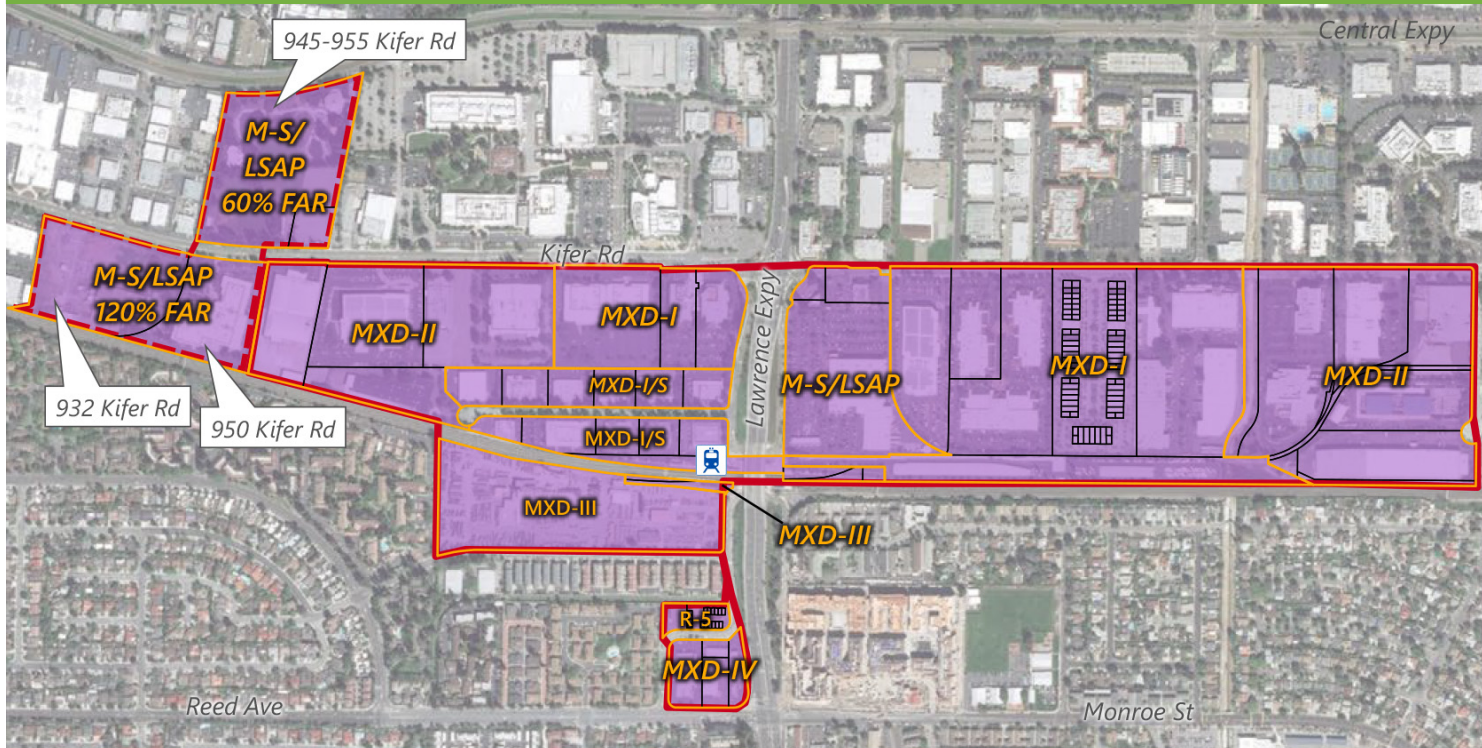 Central Expy
945-955 Kifer Rd
M-S/
LSAP
60% FAR
Kifer Rd
M-S/LSAP
120% FAR
MXD-II
MXD-I
Lawrence Expy
MXD-I/S
M-S/LSAP
MXD-I
MXD-II
932 Kifer Rd
950 Kifer Rd
MXD-I/S
MXD-III
MXD-III
R-5
MXD-IV
Reed Ave
Monroe St